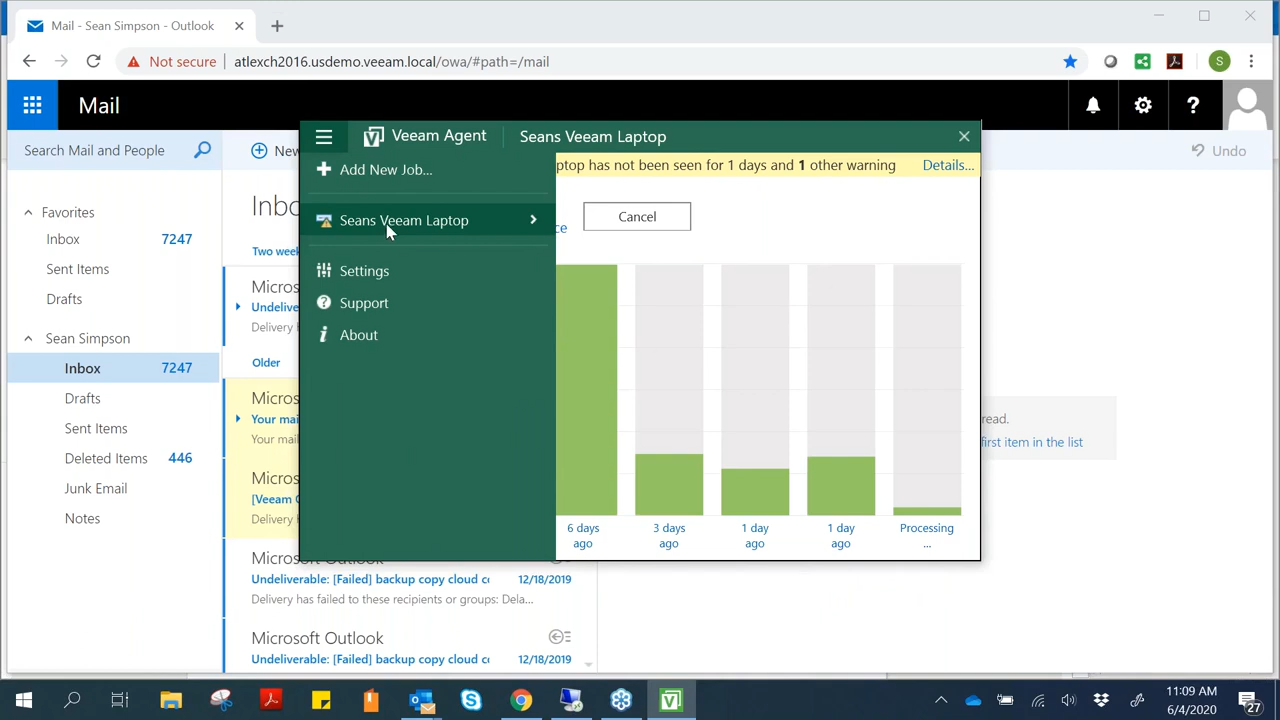 Mail - Sean Simpson - Outlook
Not secure | atlexch2016.usdemo.veeam.local/owa/#path=/mail
S
Mail
Search Mail and People
New
Undo
Veeam Agent
Seans Veeam Laptop
Add New Job...
ptop has not been seen for 1 days and 1 other warning
Details...
Seans Veeam Laptop
Cancel
ce
Settings
Support
About
6 days ago
3 days ago
1 day ago
1 day ago
Processing ...
Favorites
Inbox 7247
Sent Items
Drafts
Sean Simpson
Inbox 7247
Drafts
Sent Items
Deleted Items 446
Junk Email
Notes
Inbo
Two week
Micros
Undelive
Delivery h
Older
Micros
Your mai
Your mail
Micros
[Veeam C
Delivery h
Microsoft Outlook
Undeliverable: [Failed] backup copy cloud cc 12/18/2019
Delivery has failed to these recipients or groups: Dela...
Microsoft Outlook
Undeliverable: [Failed] backup copy cloud cc 12/18/2019
read.
first item in the list
11:09 AM
6/4/2020
27